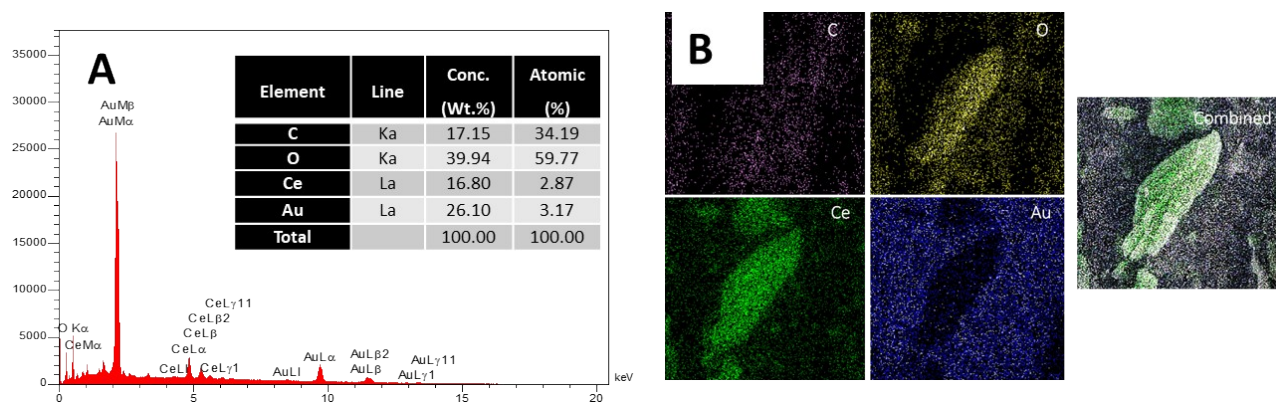 A
35000
30000
25000
20000
15000
10000
5000
0
AuMβ
AuMα
O Kα
CeMα
CeLγ11
CeLβ2
CeLβ
CeLα
CeLl
CeLγ1
AuLl
AuLα
AuLβ2
AuLβ
AuLγ11
AuLγ1
0 5 10 15 20 keV
Element Line Conc. (Wt.%) Atomic (%)
C Ka 17.15 34.19
O Ka 39.94 59.77
Ce La 16.80 2.87
Au La 26.10 3.17
Total 100.00 100.00
B
C
O
Ce
Au
Combined